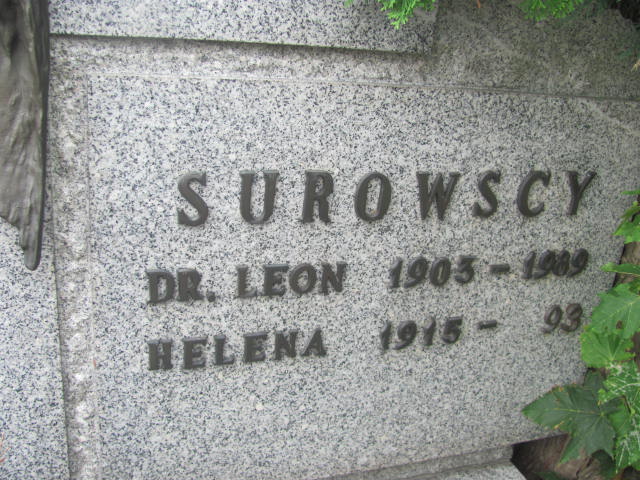 SUROWSCY
DR. LEON 1903 - 1989
HELENA 1915 - 93